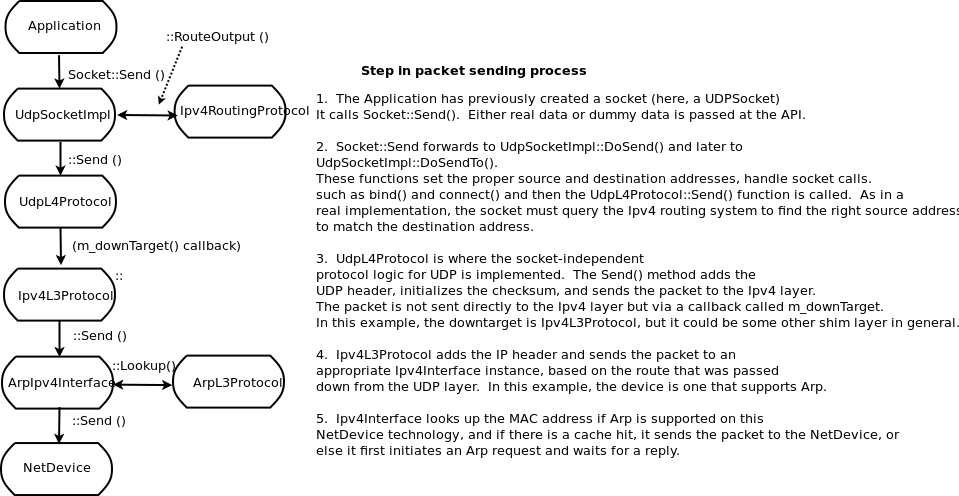 Application
::RouteOutput ()
Socket::Send ()
UdpSocketImpl
Ipv4RoutingProtocol
::Send ()
UdpL4Protocol
(m_downTarget() callback)
::
Ipv4L3Protocol
::Send ()
ArpIpv4Interface
::Lookup()
ArpL3Protocol
::Send ()
NetDevice
Step in packet sending process
1.  The Application has previously created a socket (here, a UDPSocket)
It calls Socket::Send().  Either real data or dummy data is passed at the API.
2.  Socket::Send forwards to UdpSocketImpl::DoSend() and later to
UdpSocketImpl::DoSendTo().
These functions set the proper source and destination addresses, handle socket calls.
such as bind() and connect() and then the UdpL4Protocol::Send() function is called.  As in a
real implementation, the socket must query the Ipv4 routing system to find the right source address
to match the destination address.
3.  UdpL4Protocol is where the socket-independent
protocol logic for UDP is implemented.  The Send() method adds the
UDP header, initializes the checksum, and sends the packet to the Ipv4 layer.
The packet is not sent directly to the Ipv4 layer but via a callback called m_downTarget.
In this example, the downtarget is Ipv4L3Protocol, but it could be some other shim layer in general.
4.  Ipv4L3Protocol adds the IP header and sends the packet to an
appropriate Ipv4Interface instance, based on the route that was passed
down from the UDP layer.  In this example, the device is one that supports Arp.
5.  Ipv4Interface looks up the MAC address if Arp is supported on this
NetDevice technology, and if there is a cache hit, it sends the packet to the NetDevice, or
else it first initiates an Arp request and waits for a reply.